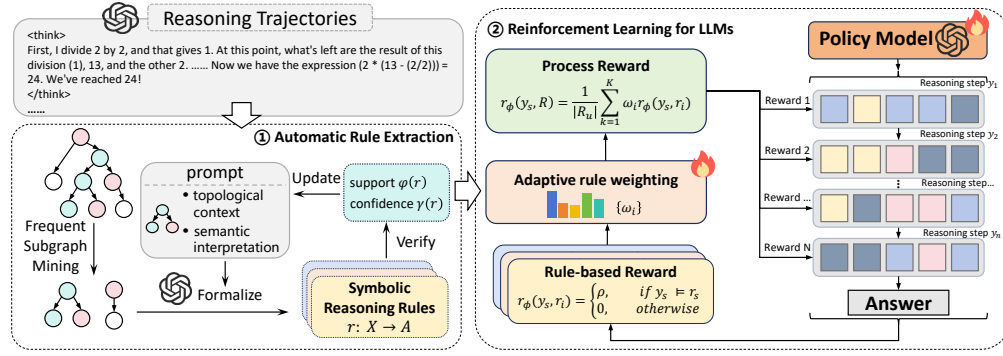 Reasoning Trajectories
<think>
First, I divide 2 by 2, and that gives 1. At this point, what's left are the result of this
division (1), 13, and the other 2. …… Now we have the expression (2 * (13 - (2/2))) =
24. We've reached 24!
</think>
……
① Automatic Rule Extraction
prompt
• topological
context
• semantic
interpretation
Update
support φ(r)
confidence γ(r)
Verify
Frequent
Subgraph
Mining
Formalize
Symbolic
Reasoning Rules
r: X → A
② Reinforcement Learning for LLMs
Process Reward
r_ϕ(y_s, R) = \frac{1}{|R_u|} \sum_{k=1}^{K} ω_i r_ϕ(y_s, r_i)
Adaptive rule weighting
{ω_i}
Rule-based Reward
r_ϕ(y_s, r_i) = { ρ, if y_s ⊨ r_s
0, otherwise
Policy Model
Reasoning step y_1
Reward 1
Reasoning step y_2
Reward 2
Reasoning step...
Reward ...
Reasoning step y_n
Reward N
Answer